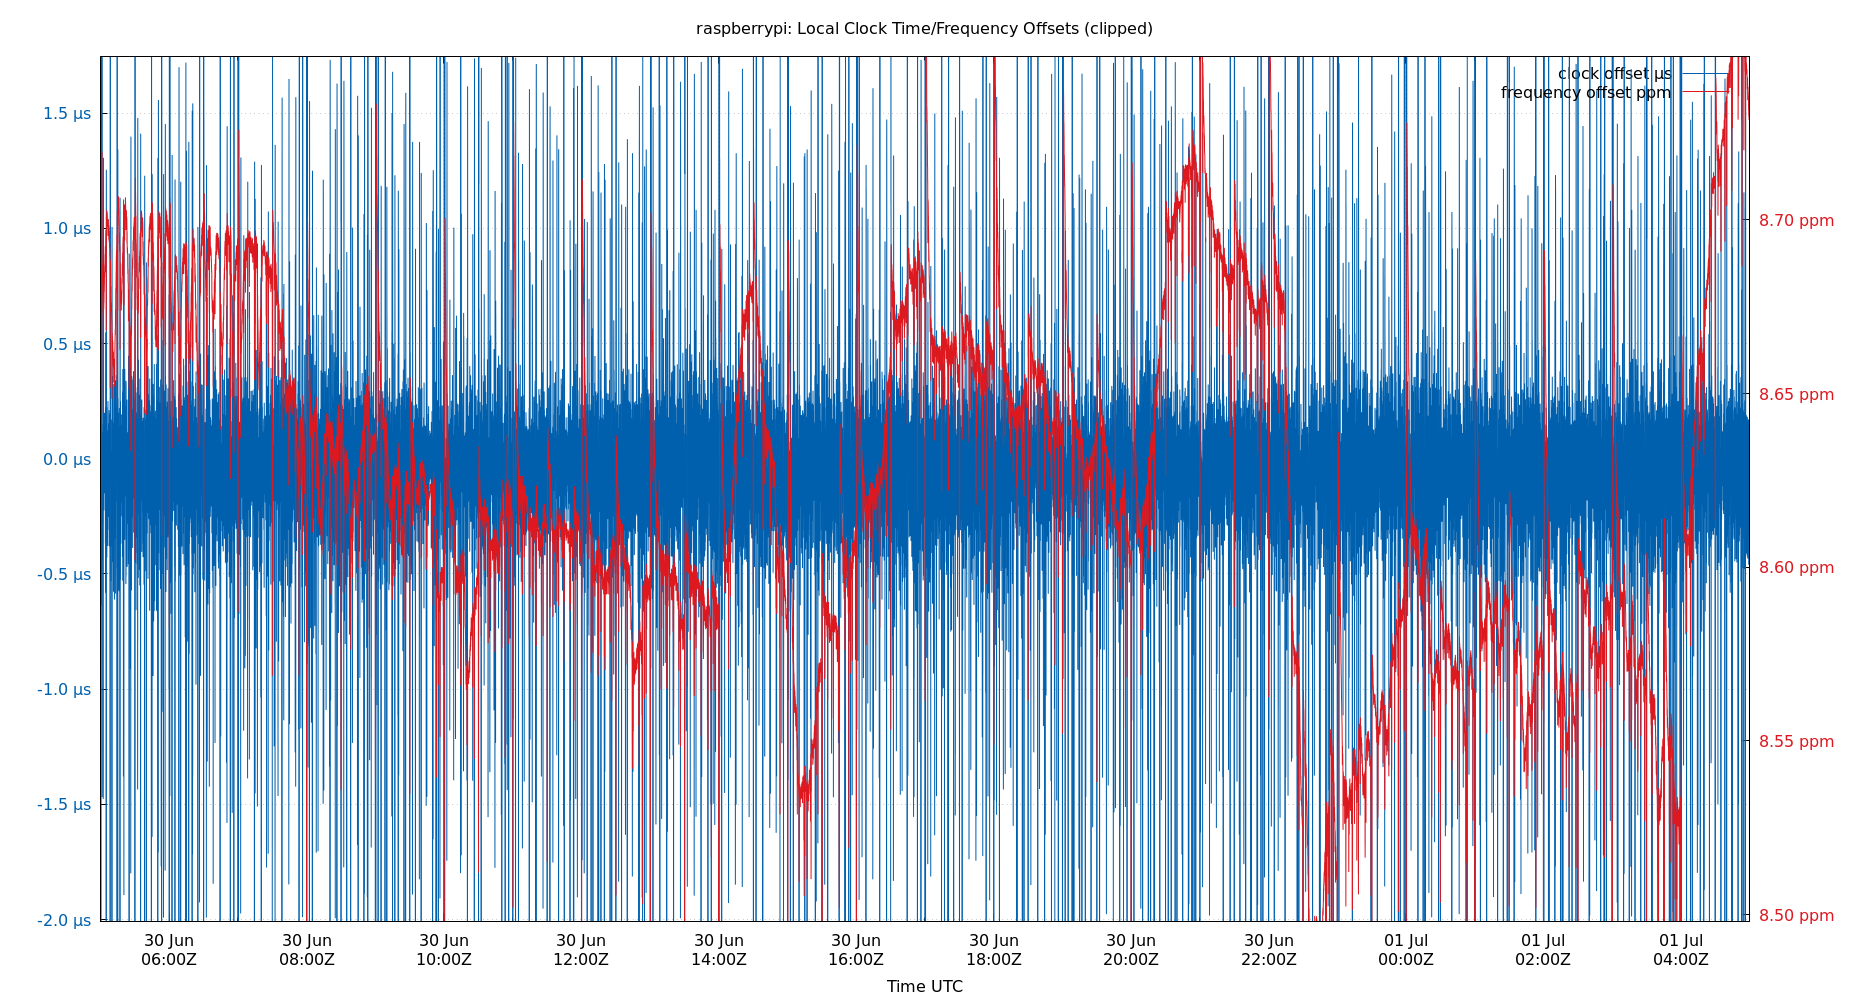 raspberrypi: Local Clock Time/Frequency Offsets (clipped)
clock offset µs
frequency offset ppm
1.5 µs
1.0 µs
0.5 µs
0.0 µs
-0.5 µs
-1.0 µs
-1.5 µs
-2.0 µs
8.70 ppm
8.65 ppm
8.60 ppm
8.55 ppm
8.50 ppm
30 Jun 30 Jun 30 Jun 30 Jun 30 Jun 30 Jun 30 Jun 30 Jun 30 Jun 01 Jul 01 Jul 01 Jul
06:00Z 08:00Z 10:00Z 12:00Z 14:00Z 16:00Z 18:00Z 20:00Z 22:00Z 00:00Z 02:00Z 04:00Z
Time UTC